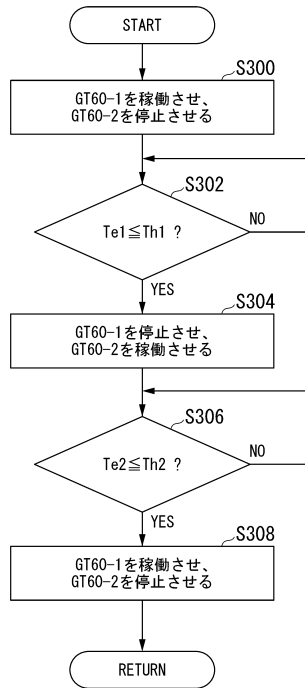 START
S300
GT60-1を稼働させ、
GT60-2を停止させる
S302
Te1≦Th1 ?
NO
YES
S304
GT60-1を停止させ、
GT60-2を稼働させる
S306
Te2≦Th2 ?
NO
YES
S308
GT60-1を稼働させ、
GT60-2を停止させる
RETURN